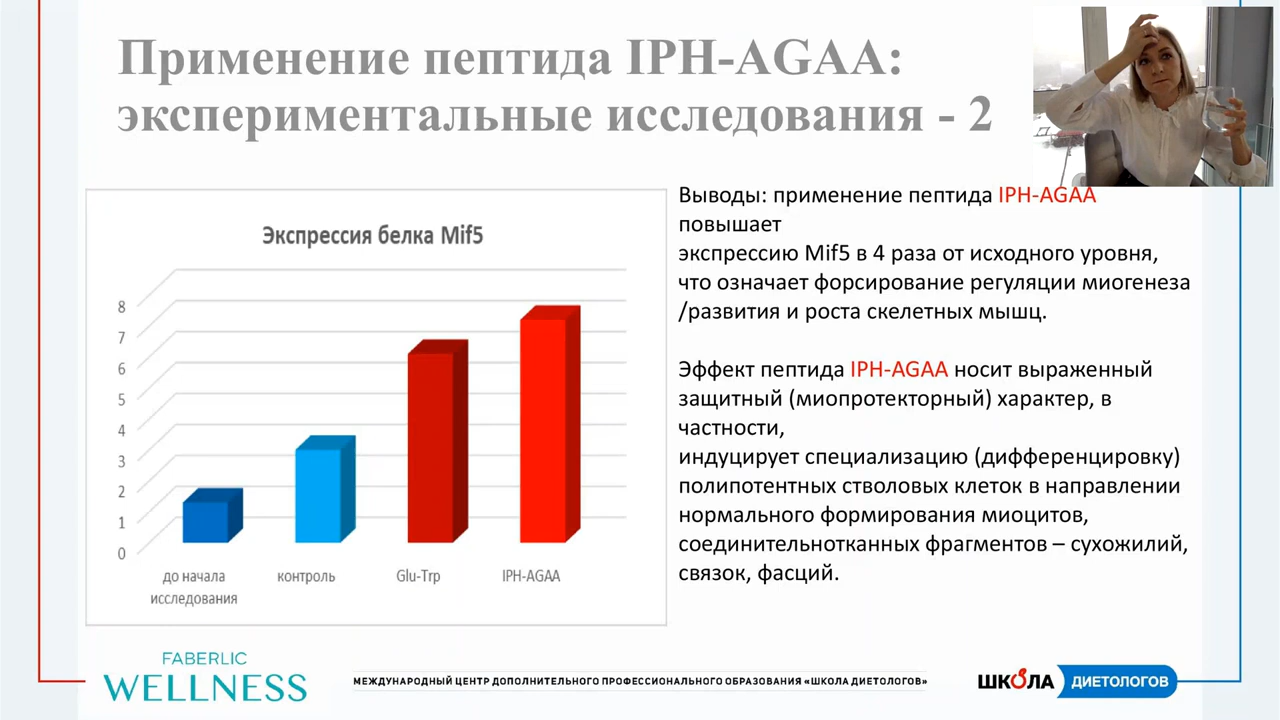 Применение пептида IPH-AGAA:
экспериментальные исследования - 2
Экспрессия белка Mif5
8
7
6
5
4
3
2
1
0
до начала
исследования
контроль
Glu-Trp
IPH-AGAA
Выводы: применение пептида IPH-AGAA
повышает
экспрессию Mif5 в 4 раза от исходного уровня,
что означает форсирование регуляции миогенеза
/развития и роста скелетных мышц.
Эффект пептида IPH-AGAA носит выраженный
защитный (миопротекторный) характер, в
частности,
индуцирует специализацию (дифференцировку)
полипотентных стволовых клеток в направлении
нормального формирования миоцитов,
соединительнотканных фрагментов – сухожилий,
связок, фасций.
FABERLIC
WELLNESS
МЕЖДУНАРОДНЫЙ ЦЕНТР ДОПОЛНИТЕЛЬНОГО ПРОФЕССИОНАЛЬНОГО ОБРАЗОВАНИЯ «ШКОЛА ДИЕТОЛОГОВ»
ШКОЛА ДИЕТОЛОГОВ